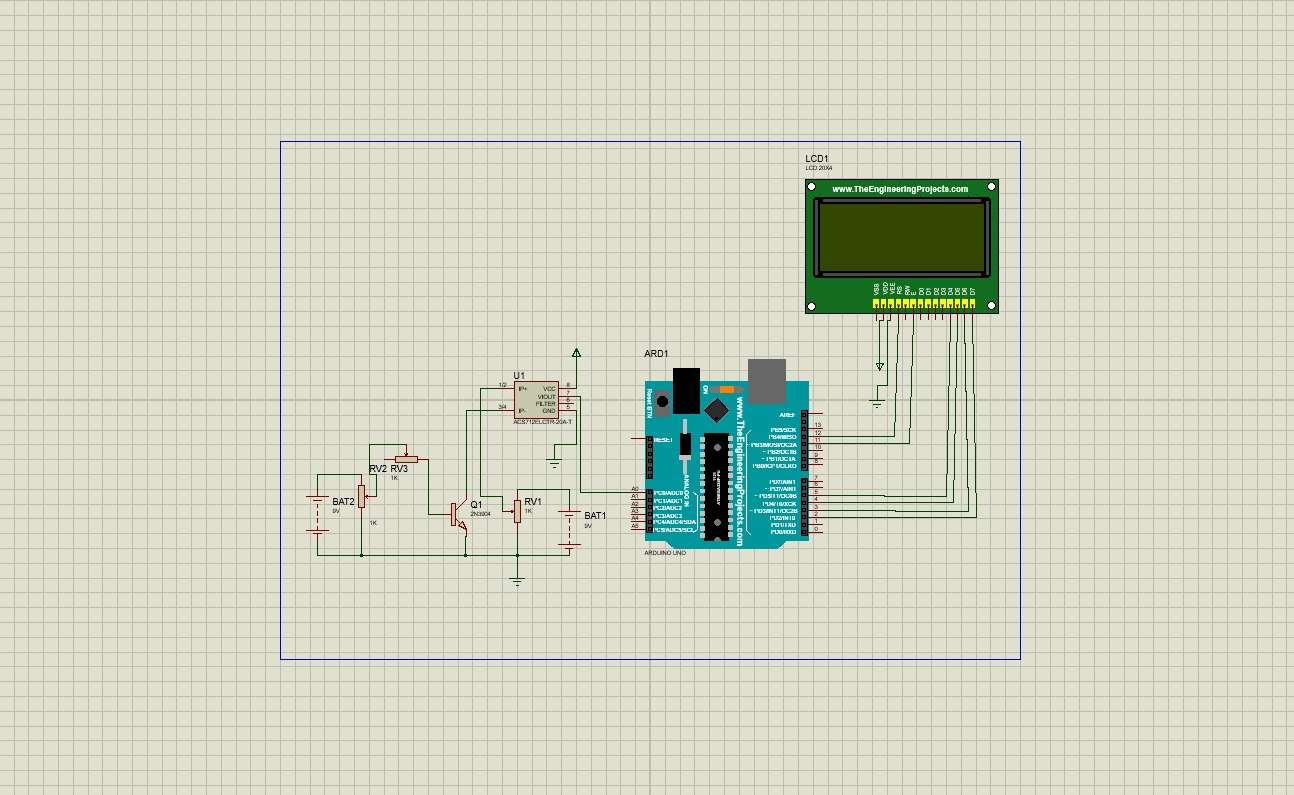 LCD1
LCD 20X4
www.TheEngineeringProjects.com
VSS
VDD
VEE
RS
RW
E
D0
D1
D2
D3
D4
D5
D6
D7
ARD1
U1
1/2
IP+
VCC
8
VIOUT
7
FILTER
6
3/4
IP-
GND
5
ACS712ELCTR-20A-T
Reset BTN
ON
www.TheEngineeringProjects.com
AREF
RESET
PB5/SCK
13
PB4/MISO
12
~PB3/MOSI/OC2A
11
~ PB2/OC1B
10
~ PB1/OC1A
9
PB0/ICP1/CLKO
8
RV2
RV3
1K
BAT2
9V
1K
Q1
2N3904
RV1
1K
BAT1
9V
ANALOG IN
A0
PC0/ADC0
A1
PC1/ADC1
A2
PC2/ADC2
A3
PC3/ADC3
A4
PC4/ADC4/SDA
A5
PC5/ADC5/SCL
PD7/AIN1
7
6
5
PD4/T0/XCK
4
~ PD3/INT1/OC2B
3
PD2/INT0
2
PD1/TXD
1
PD0/RXD
0
ARDUINO UNO